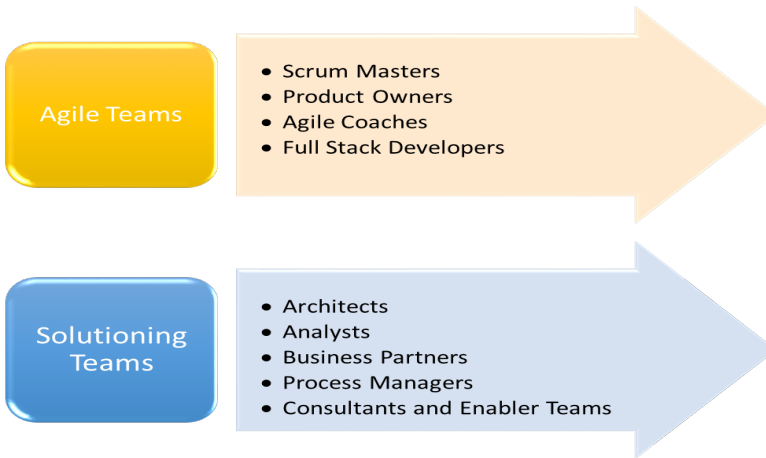 Agile Teams
• Scrum Masters
• Product Owners
• Agile Coaches
• Full Stack Developers
Solutioning
Teams
• Architects
• Analysts
• Business Partners
• Process Managers
• Consultants and Enabler Teams